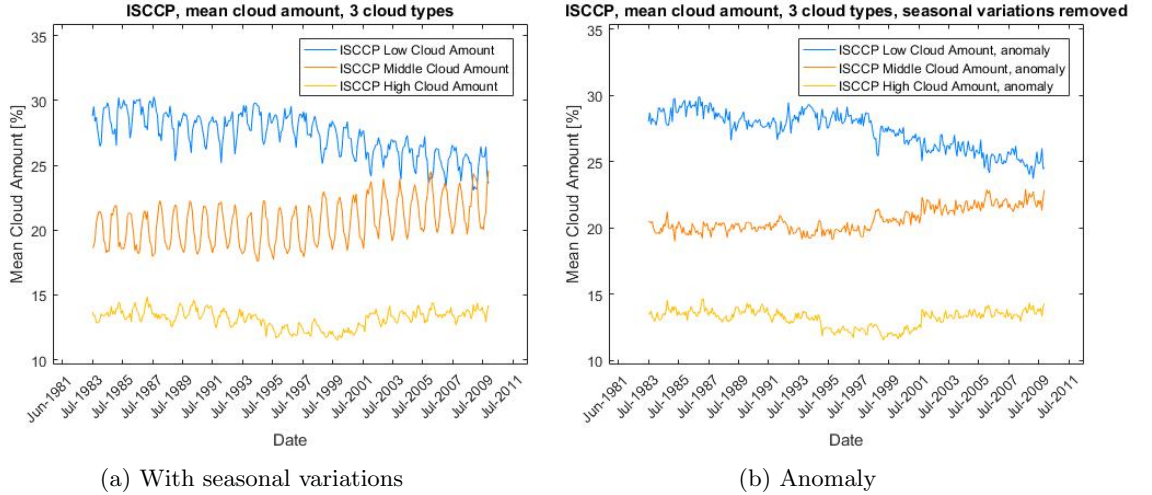 ISCCP, mean cloud amount, 3 cloud types
35
30
25
20
15
10
Mean Cloud Amount [%]
ISCCP Low Cloud Amount
ISCCP Middle Cloud Amount
ISCCP High Cloud Amount
Jun-1981
Jul-1983
Jul-1985
Jul-1987
Jul-1989
Jul-1991
Jul-1993
Jul-1995
Jul-1997
Jul-1999
Jul-2001
Jul-2003
Jul-2005
Jul-2007
Jul-2009
Jul-2011
Date
(a) With seasonal variations
ISCCP, mean cloud amount, 3 cloud types, seasonal variations removed
35
30
25
20
15
10
Mean Cloud Amount [%]
ISCCP Low Cloud Amount, anomaly
ISCCP Middle Cloud Amount, anomaly
ISCCP High Cloud Amount, anomaly
Jun-1981
Jul-1983
Jul-1985
Jul-1987
Jul-1989
Jul-1991
Jul-1993
Jul-1995
Jul-1997
Jul-1999
Jul-2001
Jul-2003
Jul-2005
Jul-2007
Jul-2009
Jul-2011
Date
(b) Anomaly